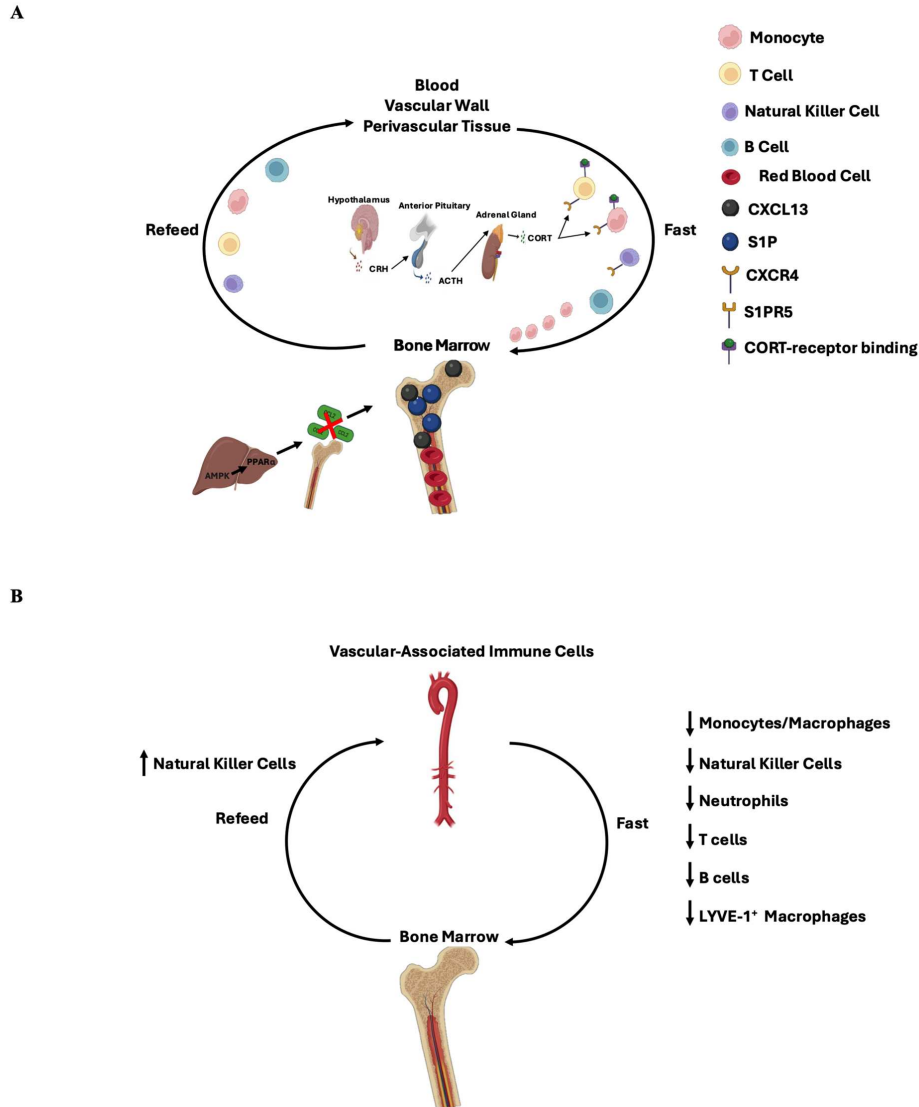 A
Blood
Vascular Wall
Perivascular Tissue
Refeed
Fast
Hypothalamus
Anterior Pituitary
Adrenal Gland
CRH
ACTH
CORT
Bone Marrow
AMPK
PPARα
CCL2
Monocyte
T Cell
Natural Killer Cell
B Cell
Red Blood Cell
CXCL13
S1P
CXCR4
S1PR5
CORT-receptor binding
B
Vascular-Associated Immune Cells
↑ Natural Killer Cells
Refeed
Fast
↓ Monocytes/Macrophages
↓ Natural Killer Cells
↓ Neutrophils
↓ T cells
↓ B cells
↓ LYVE-1⁺ Macrophages
Bone Marrow